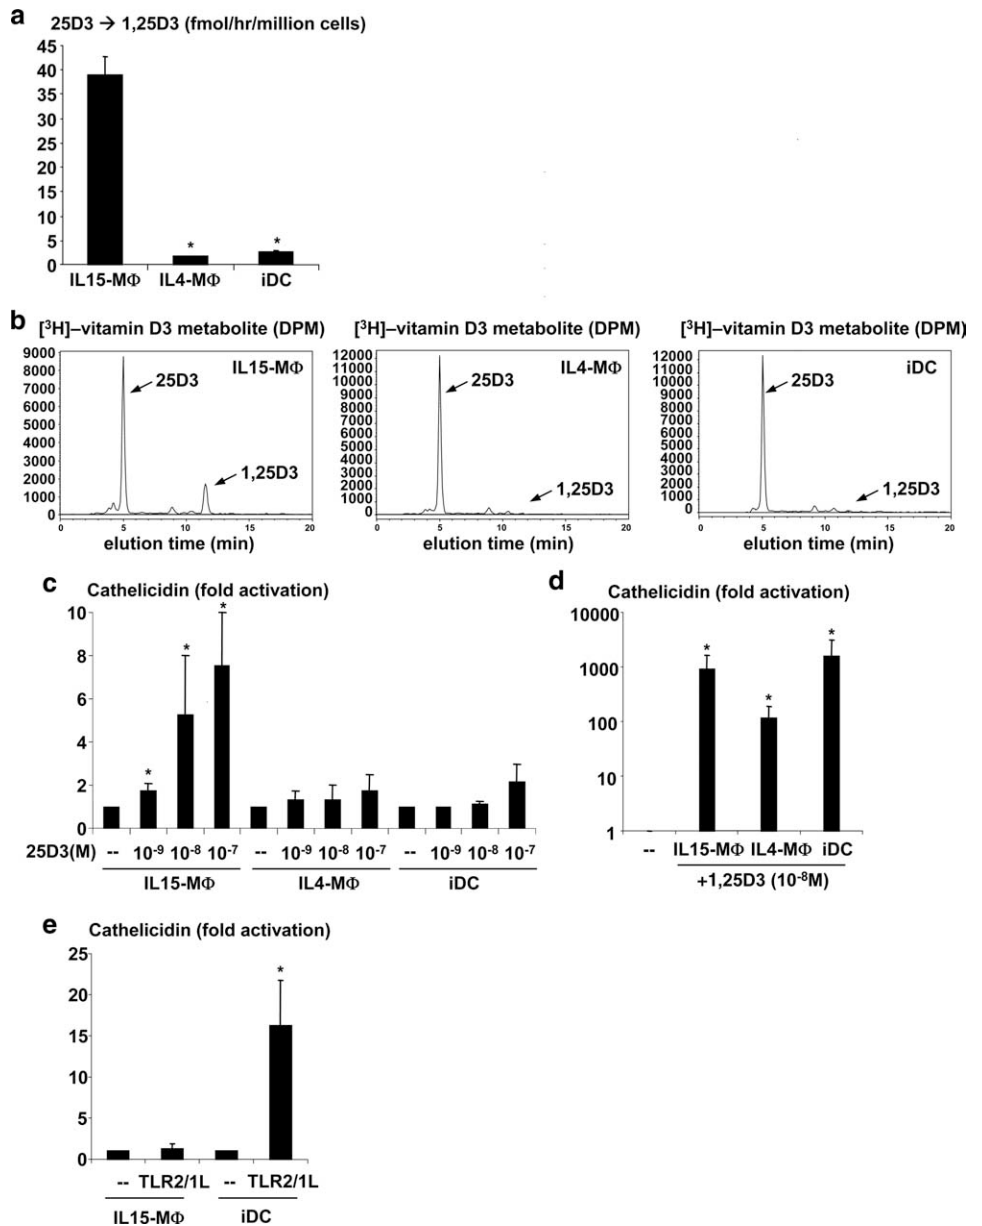 a
25D3 → 1,25D3 (fmol/hr/million cells)
45
40
35
30
25
20
15
10
5
0
*
*
IL15-MΦ IL4-MΦ iDC
b
[³H]–vitamin D3 metabolite (DPM) [³H]–vitamin D3 metabolite (DPM) [³H]–vitamin D3 metabolite (DPM)
9000
8000
7000
6000
5000
4000
3000
2000
1000
0
IL15-MΦ
25D3
1,25D3
0 5 10 15 20
elution time (min)
12000
11000
10000
9000
8000
7000
6000
5000
4000
3000
2000
1000
0
IL4-MΦ
25D3
1,25D3
0 5 10 15 20
elution time (min)
12000
11000
10000
9000
8000
7000
6000
5000
4000
3000
2000
1000
0
iDC
25D3
1,25D3
0 5 10 15 20
elution time (min)
c
Cathelicidin (fold activation)
10
8
6
4
2
0
*
*
*
25D3(M) -- 10⁻⁹ 10⁻⁸ 10⁻⁷ -- 10⁻⁹ 10⁻⁸ 10⁻⁷ -- 10⁻⁹ 10⁻⁸ 10⁻⁷
IL15-MΦ IL4-MΦ iDC
d
Cathelicidin (fold activation)
10000
1000
100
10
1
*
*
*
-- IL15-MΦ IL4-MΦ iDC
+1,25D3 (10⁻⁸M)
e
Cathelicidin (fold activation)
25
20
15
10
5
0
*
-- TLR2/1L -- TLR2/1L
IL15-MΦ iDC